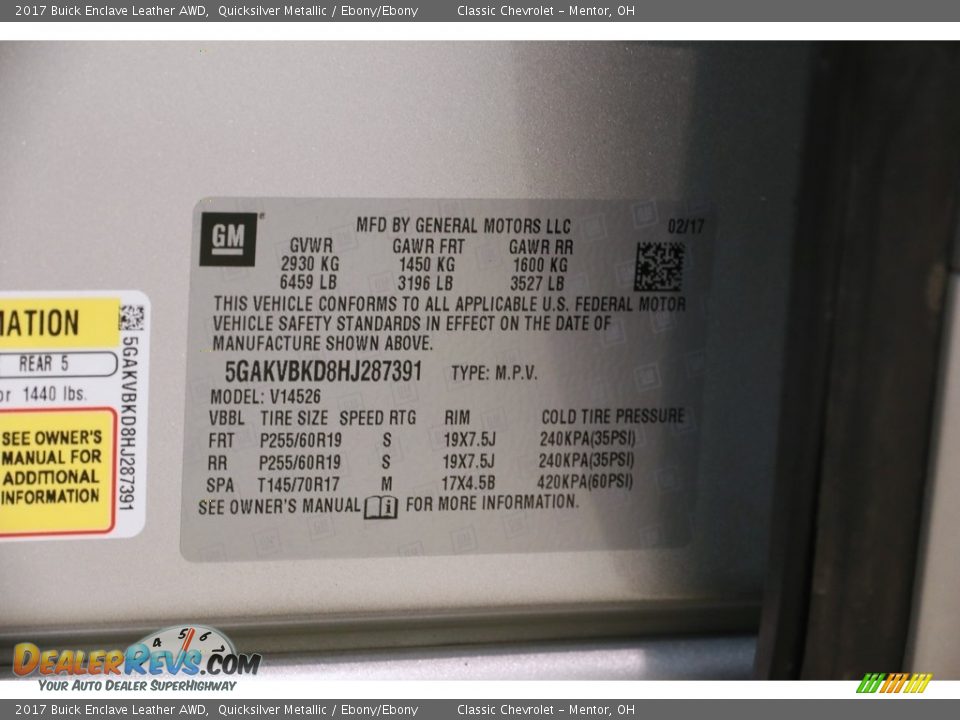 2017 Buick Enclave Leather AWD, Quicksilver Metallic / Ebony/Ebony Classic Chevrolet – Mentor, OH
GM MFD BY GENERAL MOTORS LLC 02/17
GVWR GAWR FRT GAWR RR
2930 KG 1450 KG 1600 KG
6459 LB 3196 LB 3527 LB
THIS VEHICLE CONFORMS TO ALL APPLICABLE U.S. FEDERAL MOTOR
VEHICLE SAFETY STANDARDS IN EFFECT ON THE DATE OF
MANUFACTURE SHOWN ABOVE.
5GAKVBKD8HJ287391 TYPE: M.P.V.
MODEL: V14526
VBBL TIRE SIZE SPEED RTG RIM COLD TIRE PRESSURE
FRT P255/60R19 S 19X7.5J 240KPA(35PSI)
RR P255/60R19 S 19X7.5J 240KPA(35PSI)
SPA T145/70R17 M 17X4.5B 420KPA(60PSI)
SEE OWNER'S MANUAL FOR MORE INFORMATION.
MATION
REAR 5
or 1440 lbs.
SEE OWNER'S
MANUAL FOR
ADDITIONAL
INFORMATION
5GAKVBKD8HJ287391
4 5 6
DealerRevs.com
Your Auto Dealer SuperHighway
2017 Buick Enclave Leather AWD, Quicksilver Metallic / Ebony/Ebony Classic Chevrolet – Mentor, OH